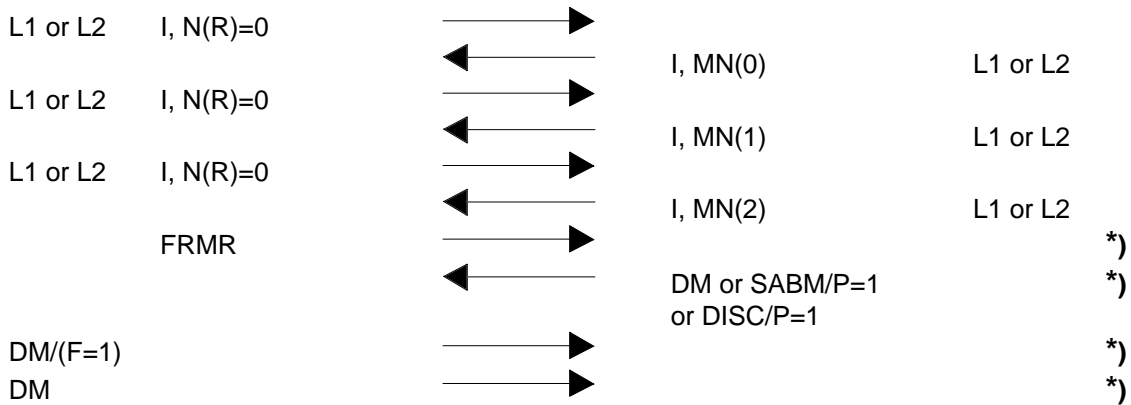 L1 or L2 I, N(R)=0
I, MN(0) L1 or L2
L1 or L2 I, N(R)=0
I, MN(1) L1 or L2
L1 or L2 I, N(R)=0
I, MN(2) L1 or L2
FRMR *)
DM or SABM/P=1 *)
or DISC/P=1
DM/(F=1) *)
DM *)